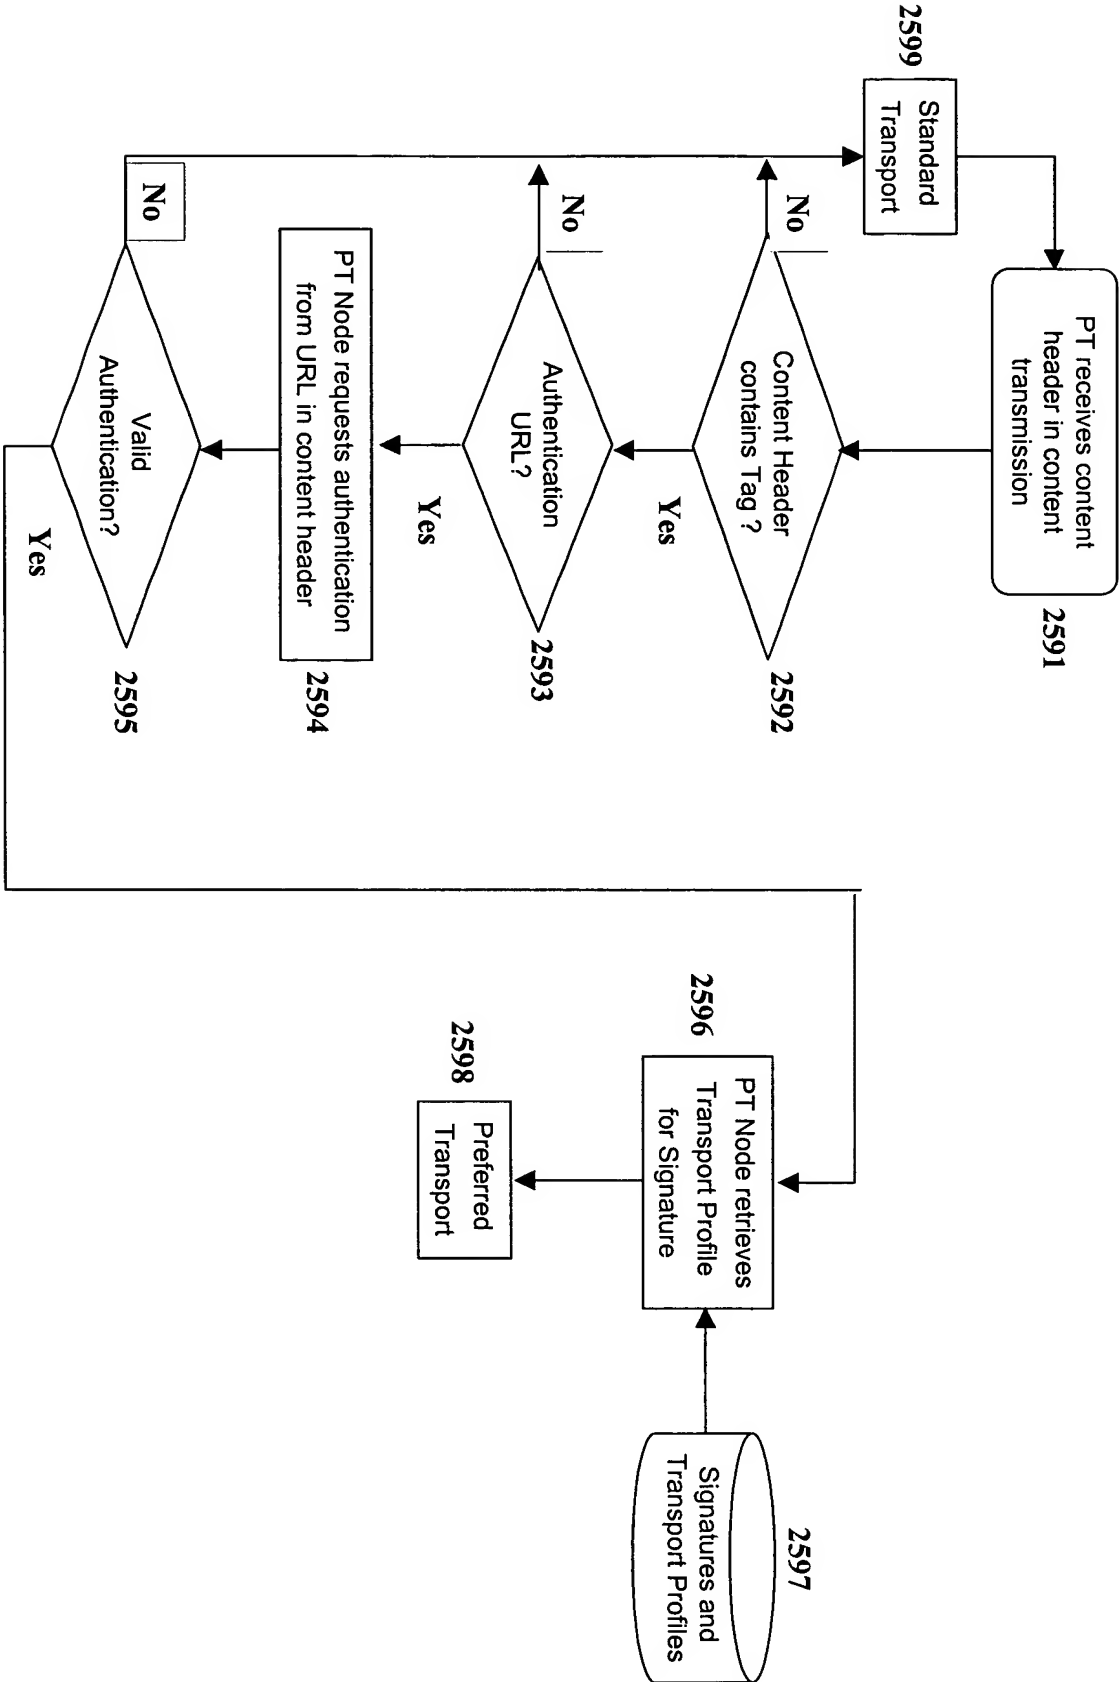 2599
Standard
Transport
PT receives content
header in content
transmission
2591
Content Header
contains Tag ?
2592
No
Yes
Authentication
URL?
2593
No
Yes
PT Node requests authentication
from URL in content header
2594
Valid
Authentication?
2595
No
Yes
2596
PT Node retrieves
Transport Profile
for Signature
2597
Signatures and
Transport Profiles
2598
Preferred
Transport